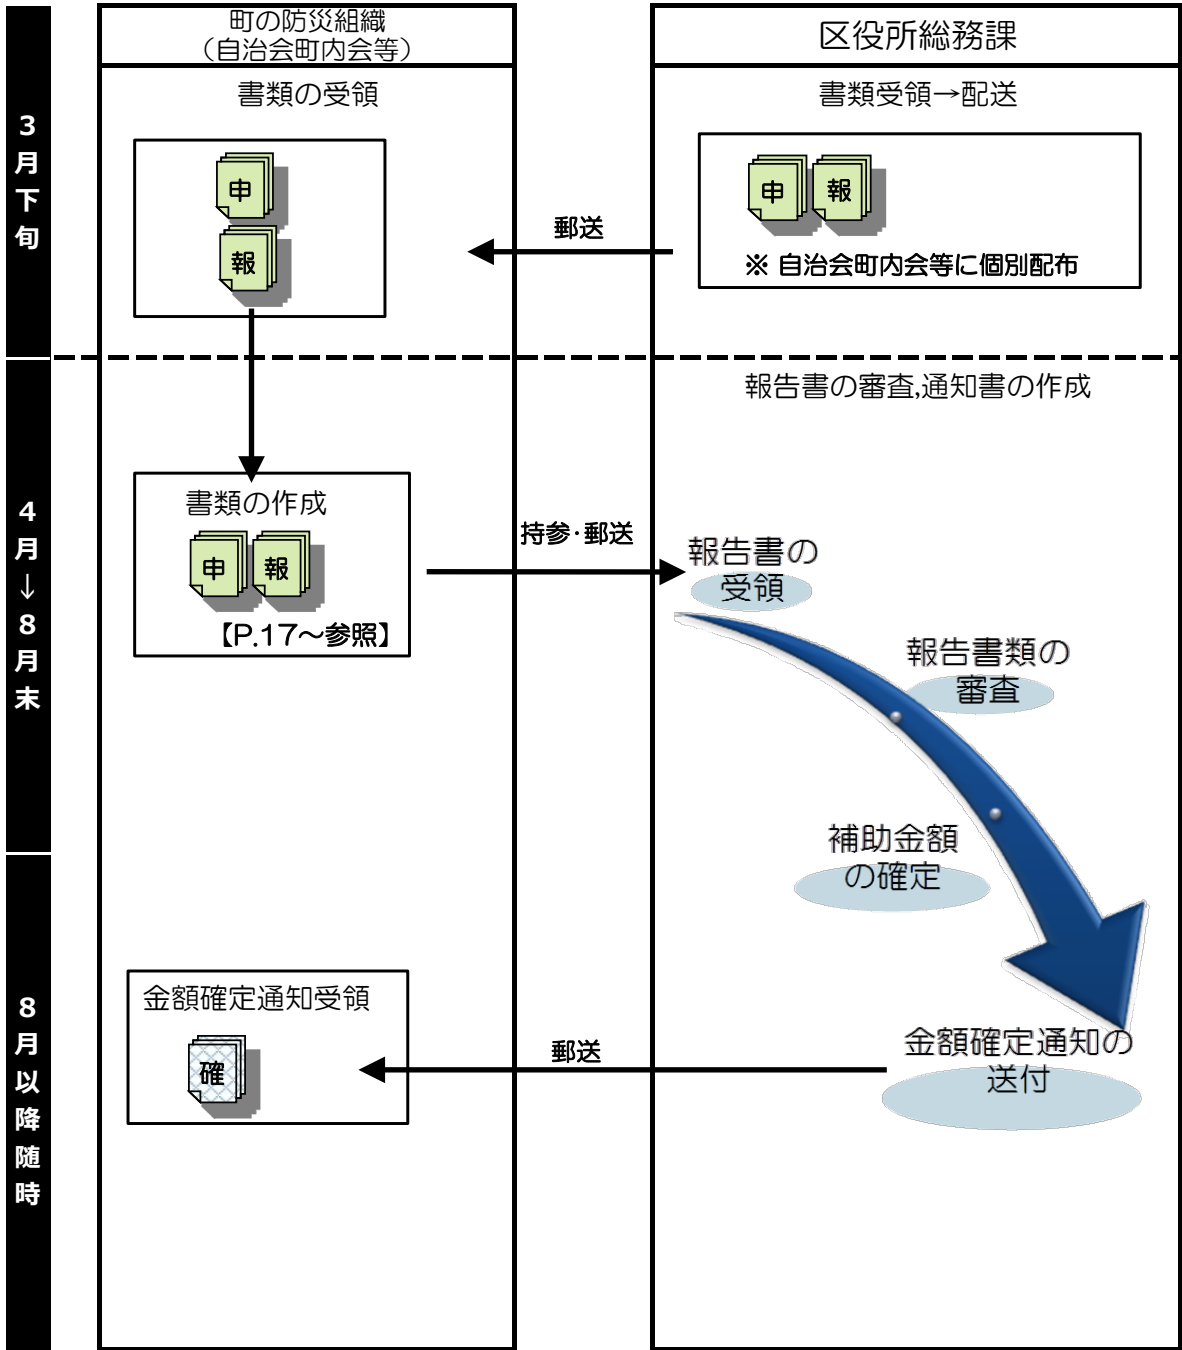 町の防災組織
（自治会町内会等）
区役所総務課
3月下旬
書類の受領
申
報
郵送
書類受領→配送
申
報
※ 自治会町内会等に個別配布
4月↓8月末
報告書の審査,通知書の作成
書類の作成
申
報
【P.17～参照】
持参･郵送
報告書の
受領
報告書類の
審査
補助金額
の確定
8月以降随時
金額確定通知受領
確
郵送
金額確定通知の
送付